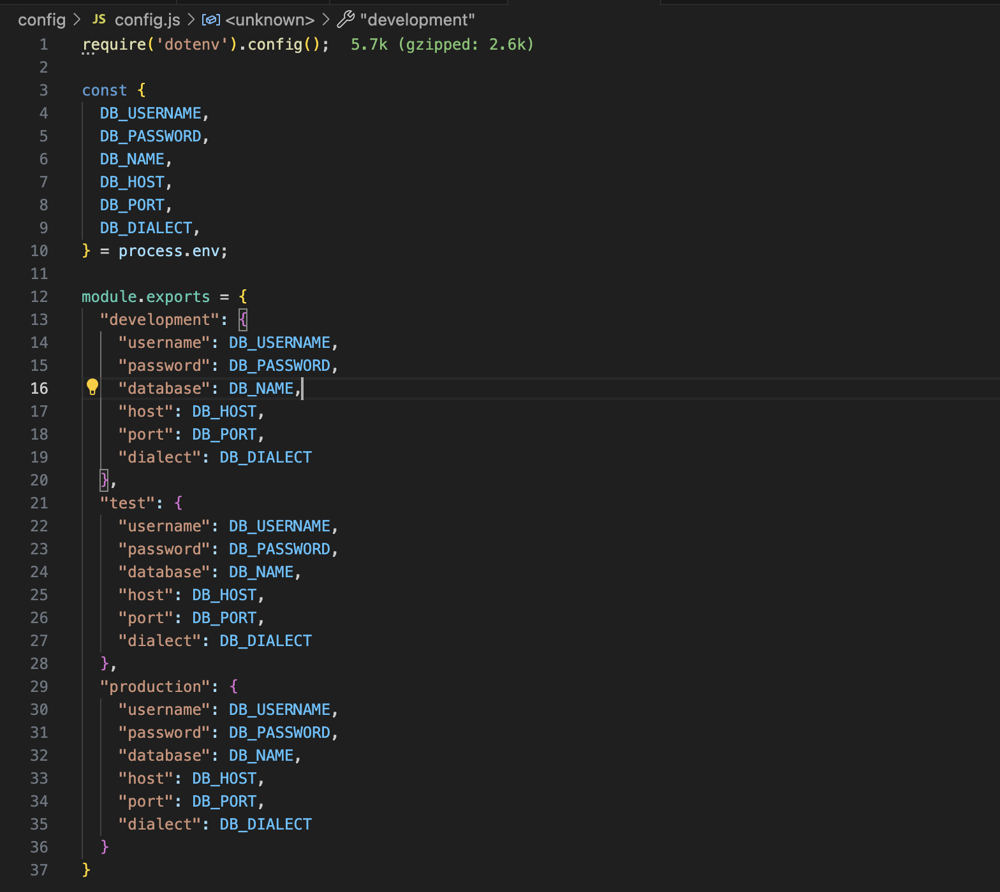 config > JS config.js > <unknown> > "development"
1 require('dotenv').config(); 5.7k (gzipped: 2.6k)
2
3 const {
4   DB_USERNAME,
5   DB_PASSWORD,
6   DB_NAME,
7   DB_HOST,
8   DB_PORT,
9   DB_DIALECT,
10 } = process.env;
11
12 module.exports = {
13   "development": {
14     "username": DB_USERNAME,
15     "password": DB_PASSWORD,
16     "database": DB_NAME,
17     "host": DB_HOST,
18     "port": DB_PORT,
19     "dialect": DB_DIALECT
20   },
21   "test": {
22     "username": DB_USERNAME,
23     "password": DB_PASSWORD,
24     "database": DB_NAME,
25     "host": DB_HOST,
26     "port": DB_PORT,
27     "dialect": DB_DIALECT
28   },
29   "production": {
30     "username": DB_USERNAME,
31     "password": DB_PASSWORD,
32     "database": DB_NAME,
33     "host": DB_HOST,
34     "port": DB_PORT,
35     "dialect": DB_DIALECT
36   }
37 }